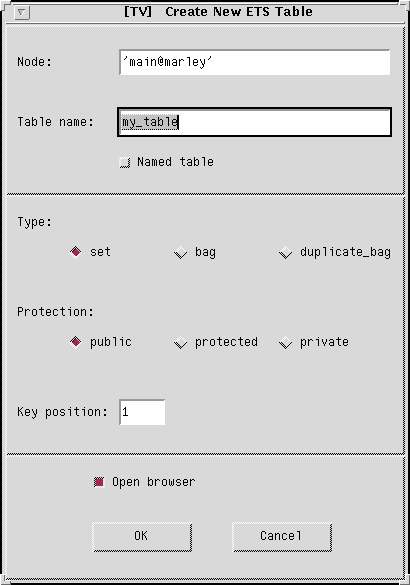 [TV] Create New ETS Table
Node: 'main@marley'
Table name: my_table
Named table
Type:
set bag duplicate_bag
Protection:
public protected private
Key position: 1
Open browser
OK Cancel